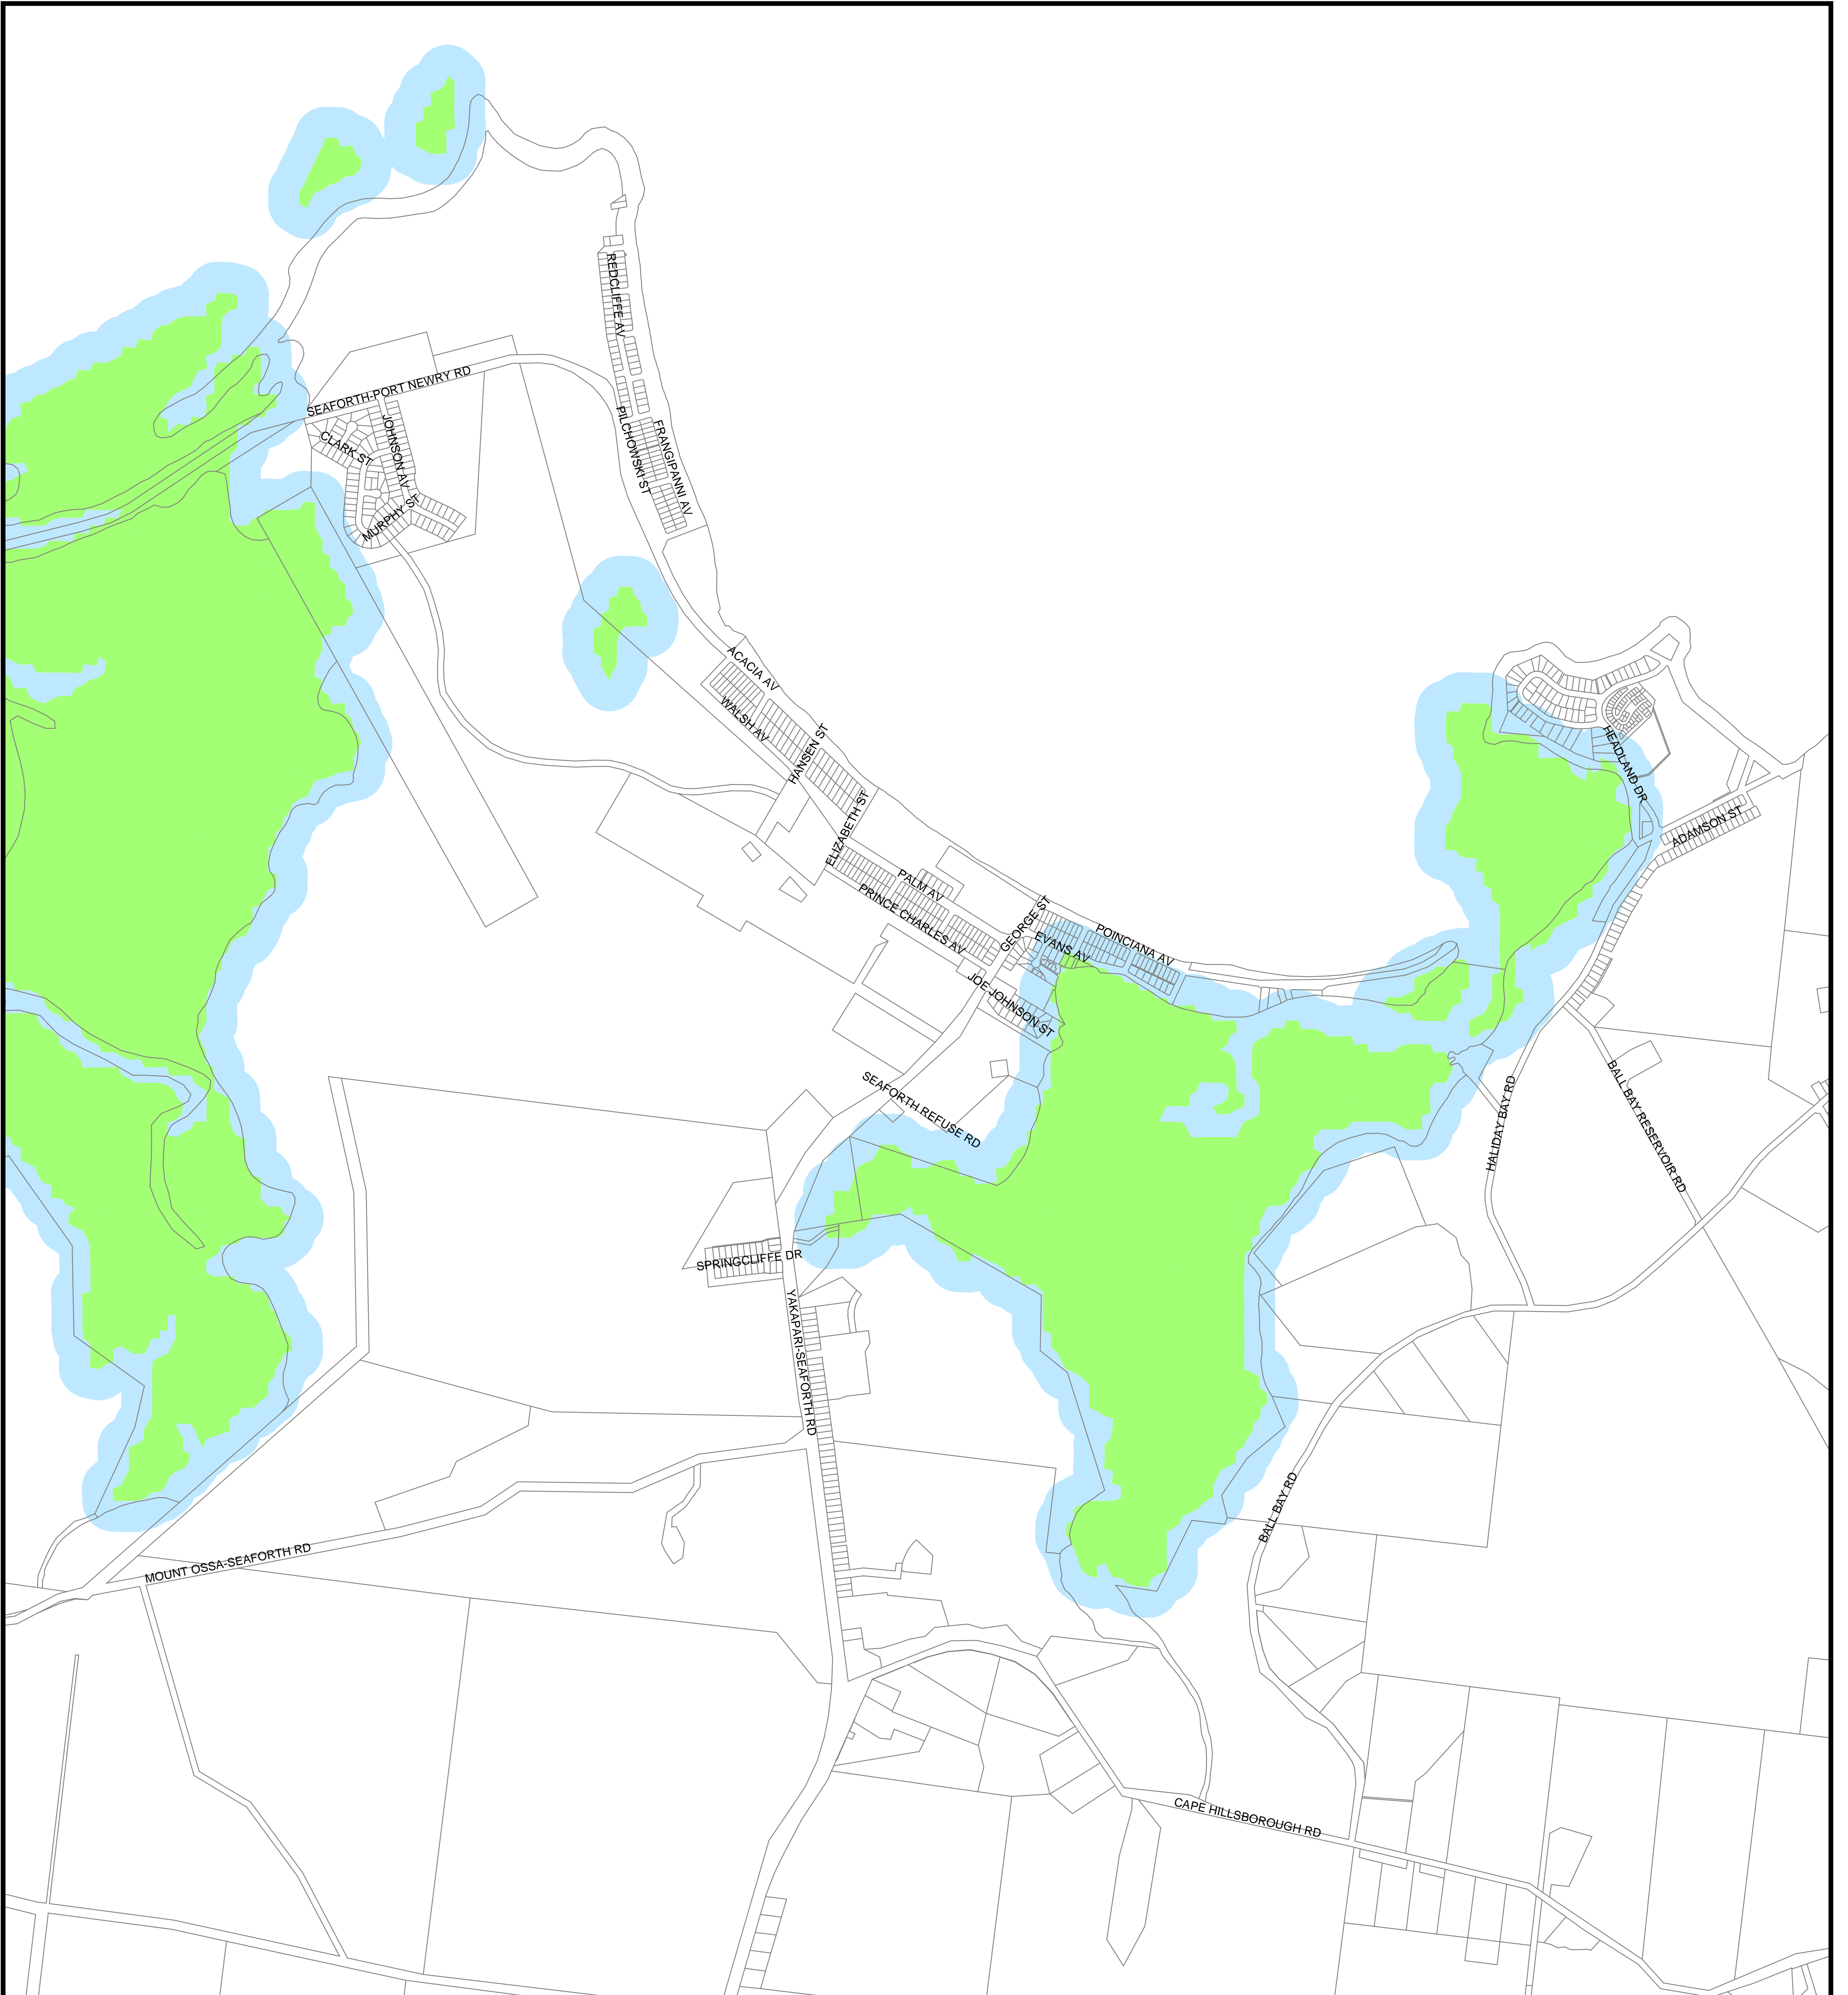 REDCLIFFE AV
SEAFORTH-PORT NEWRY RD
CLARK ST
JOHNSON AV
PILCHOWSKI ST
FRANGIPANNI AV
MURPHY ST
ACACIA AV
WALSH AV
HANSEN ST
HEADLAND DR
ELIZABETH ST
ADAMSON ST
PALM AV
PRINCE CHARLES AV
GEORGE ST
EVANS AV
POINCIANA AV
JOE JOHNSON ST
SEAFORTH REFUSE RD
HALIDAY BAY RD
BALL BAY RESERVOIR RD
SPRINGCLIFFE DR
YAKAPARI-SEAFORTH RD
BALL BAY RD
MOUNT OSSA-SEAFORTH RD
CAPE HILLSBOROUGH RD